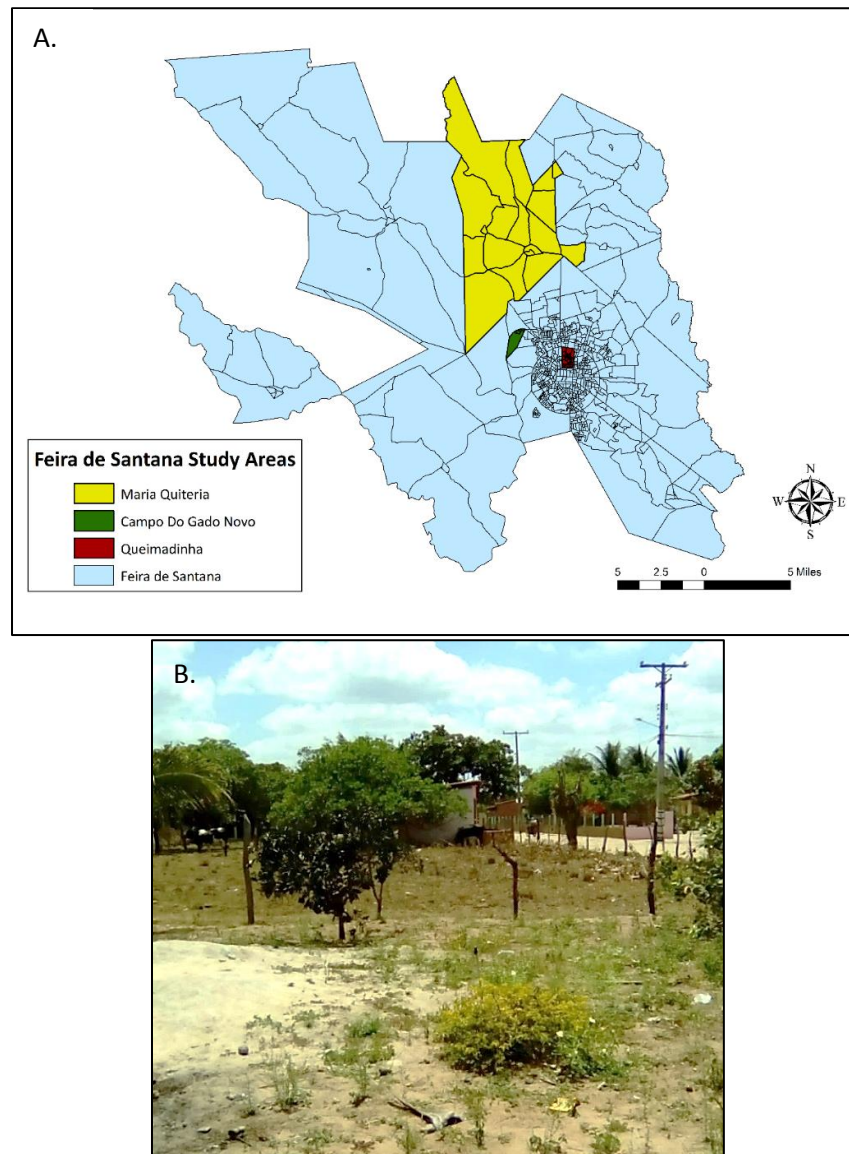 A.
Feira de Santana Study Areas
Maria Quiteria
Campo Do Gado Novo
Queimadinha
Feira de Santana
N
W E
S
5 2.5 0 5 Miles
B.